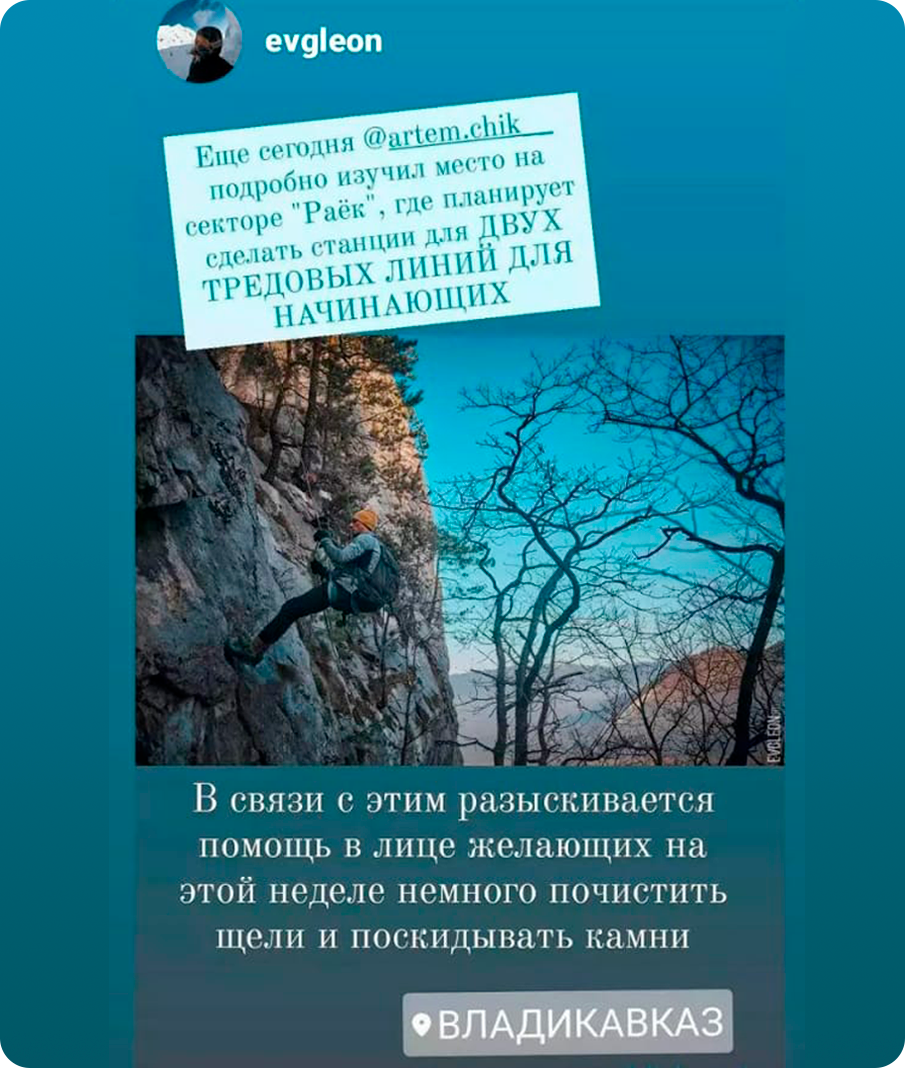 evgleon
Еще сегодня @artem.chik__
подробно изучил место на
секторе "Раёк", где планирует
сделать станции для ДВУХ
ТРЕДОВЫХ ЛИНИЙ ДЛЯ
НАЧИНАЮЩИХ
EVGLEON
В связи с этим разыскивается
помощь в лице желающих на
этой неделе немного почистить
щели и поскидывать камни
ВЛАДИКАВКАЗ